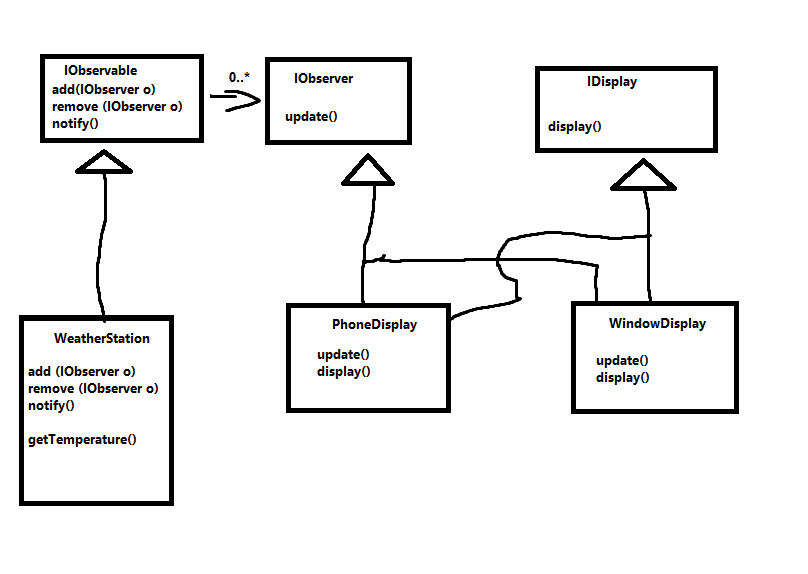 IObservable
add(IObserver o)
remove (IObserver o)
notify()
0..*
IObserver
update()
IDisplay
display()
WeatherStation
add (IObserver o)
remove (IObserver o)
notify()
getTemperature()
PhoneDisplay
update()
display()
WindowDisplay
update()
display()